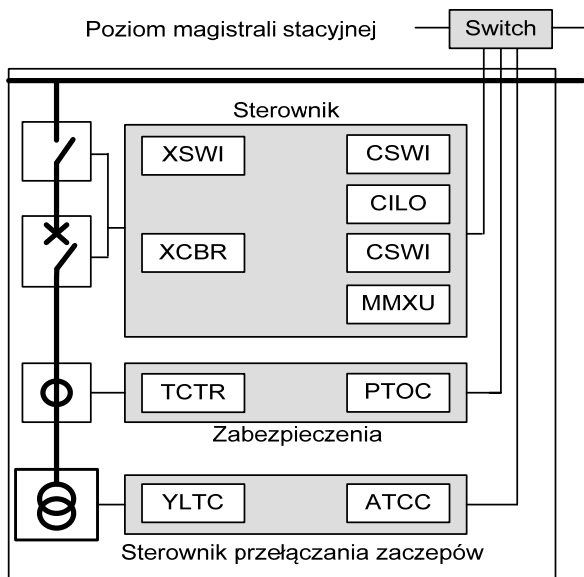 Poziom magistrali stacyjnej
Switch
Sterownik
XSWI
CSWI
CILO
XCBR
CSWI
MMXU
TCTR
PTOC
Zabezpieczenia
YLTC
ATCC
Sterownik przełączania zaczepów